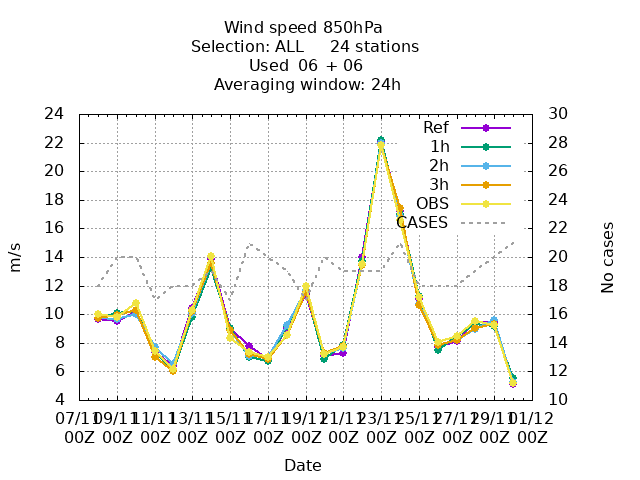 Wind speed 850hPa
Selection: ALL 24 stations
Used 06 + 06
Averaging window: 24h
24 22 20 18 16 14 12 10 8 6 4
m/s
30 28 26 24 22 20 18 16 14 12 10
No cases
Ref
1h
2h
3h
OBS
CASES
07/11 09/11 11/11 13/11 15/11 17/11 19/11 21/11 23/11 25/11 27/11 29/11 01/12
00Z 00Z 00Z 00Z 00Z 00Z 00Z 00Z 00Z 00Z 00Z 00Z 00Z
Date